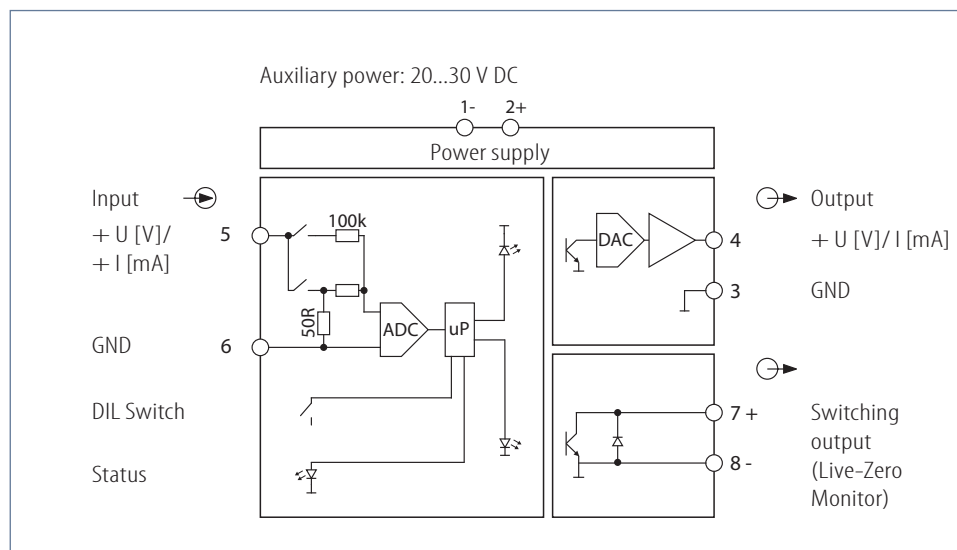 Auxiliary power: 20...30 V DC
1-
2+
Power supply
Input
+ U [V]/
+ I [mA]
5
100k
50R
ADC
uP
GND
6
DIL Switch
Status
DAC
4
3
Output
+ U [V]/ I [mA]
GND
7 +
8 -
Switching
output
(Live-Zero
Monitor)